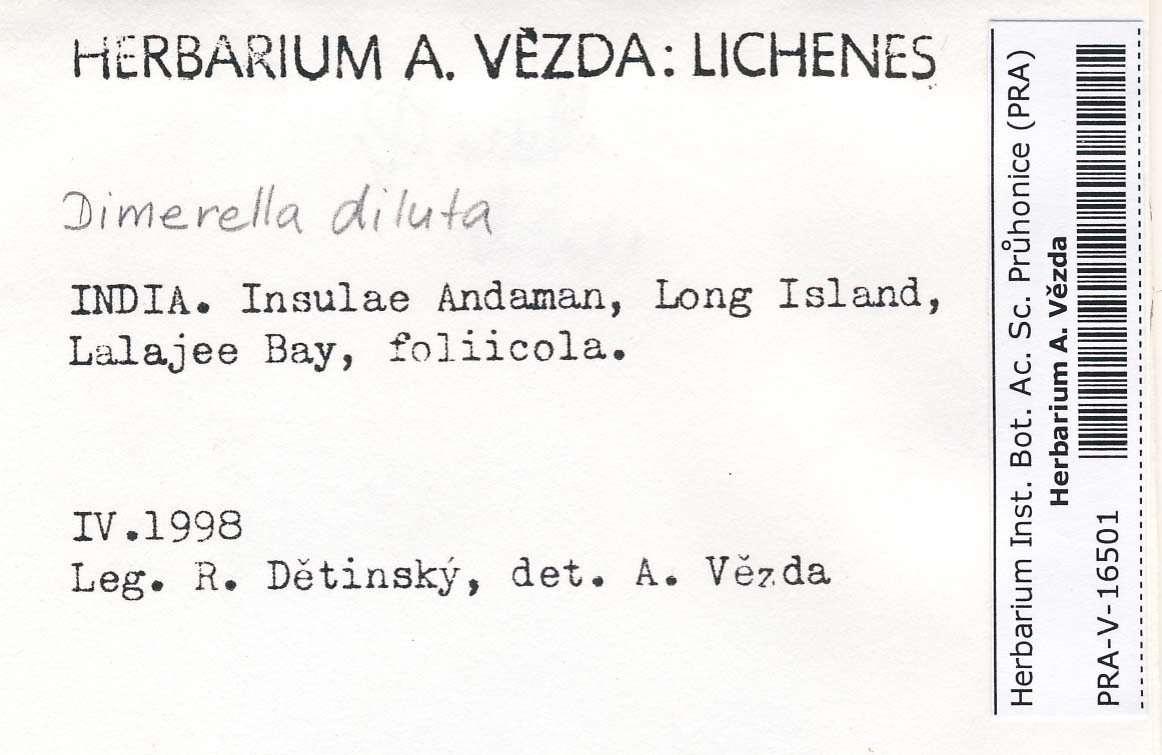 HERBARIUM A. VĚZDA: LICHENES
Dimerella diluta
INDIA. Insulae Andaman, Long Island,
Lalajee Bay, foliicola.
IV.1998
Leg. R. Dětinský, det. A. Vězda
Herbarium Inst. Bot. Ac. Sc. Průhonice (PRA)
Herbarium A. Vězda
PRA-V-16501